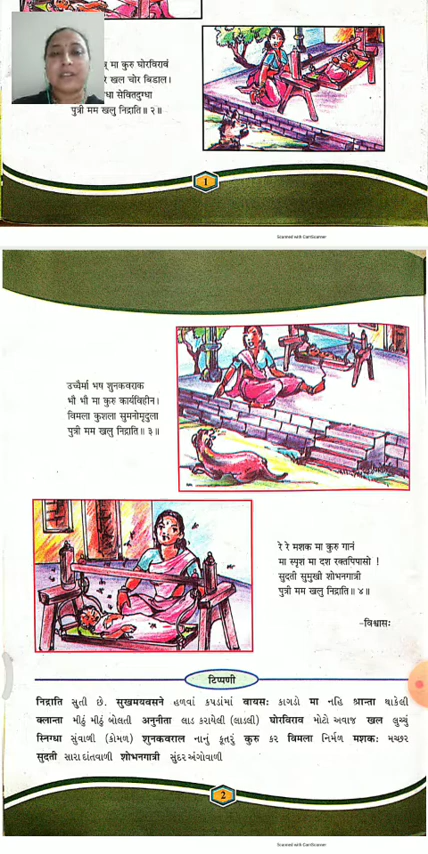 मा कुरु घोरविरावं
खल चोर बिडाल।
सेवितदुग्धा
पुत्री मम खलु निद्राति॥ २॥
1
Scanned with CamScanner
उच्चैर्मा भष शुनकवराक
भी भी मा कुरु कार्यविहीन।
विमला कुशला सुमनोमृदुला
पुत्री मम खलु निद्राति॥ ३॥
रे रे मशक मा कुरु गानं
मा स्पृश मा दश रक्तपिपासो !
सुदती सुमुखी शोभनगात्री
पुत्री मम खलु निद्राति॥ ४॥
-विश्वासः
टिप्पणी
निद्राति સુતી છે. सुखमयवसने હળવાં કપડાંમાં वायसः કાગડો मा નહિ श्रान्ता થાકેલી
क्लान्ता મીઠું મીઠું બોલતી अनुनीता લાડ કરાયેલી (લાડલી) घोरविराव મોટો અવાજ खल લુચ્ચું
स्निग्धा સુંવાળી (કોમળ) शुनकवराल નાનું કૂતરું कुरु કર विमला નિર્મળ मशकः મચ્છર
सुदती સારા દાંતવાળી शोभनगात्री સુંદર અંગોવાળી
2
Scanned with CamScanner